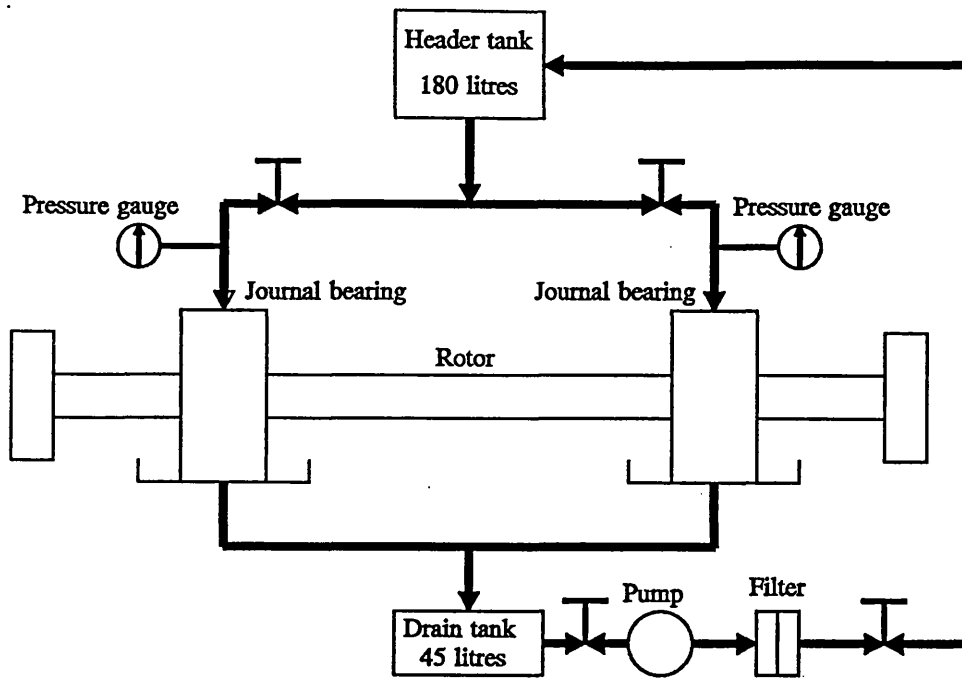 Header tank
180 litres
Pressure gauge
Pressure gauge
Journal bearing
Journal bearing
Rotor
Pump
Filter
Drain tank
45 litres